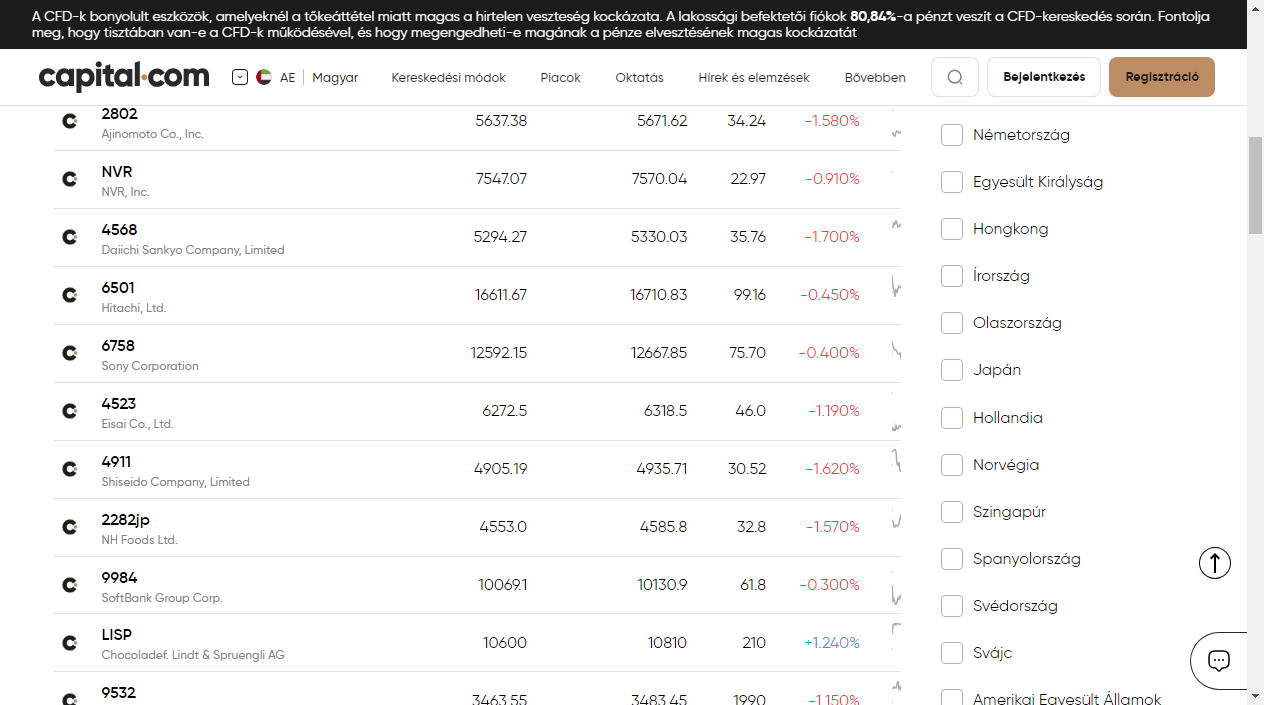 A CFD-k bonyolult eszközök, amelyeknél a tőkeáttétel miatt magas a hirtelen veszteség kockázata. A lakossági befektetői fiókok 80,84%-a pénzt veszít a CFD-kereskedés során. Fontolja
meg, hogy tisztában van-e a CFD-k működésével, és hogy megengedheti-e magának a pénze elvesztésének magas kockázatát
capital.com AE Magyar Kereskedési módok Piacok Oktatás Hírek és elemzések Bővebben Bejelentkezés Regisztráció
2802 5637.38 5671.62 34.24 -1.580%
Ajinomoto Co., Inc.
NVR 7547.07 7570.04 22.97 -0.910%
NVR, Inc.
4568 5294.27 5330.03 35.76 -1.700%
Daiichi Sankyo Company, Limited
6501 16611.67 16710.83 99.16 -0.450%
Hitachi, Ltd.
6758 12592.15 12667.85 75.70 -0.400%
Sony Corporation
4523 6272.5 6318.5 46.0 -1.190%
Eisai Co., Ltd.
4911 4905.19 4935.71 30.52 -1.620%
Shiseido Company, Limited
2282jp 4553.0 4585.8 32.8 -1.570%
NH Foods Ltd.
9984 10069.1 10130.9 61.8 -0.300%
SoftBank Group Corp.
LISP 10600 10810 210 +1.240%
Chocoladef. Lindt & Spruengli AG
9532 3463.55 3483.45 19.90 -1.150%
Németország
Egyesült Királyság
Hongkong
Írország
Olaszország
Japán
Hollandia
Norvégia
Szingapúr
Spanyolország
Svédország
Svájc
Amerikai Egyesült Államok